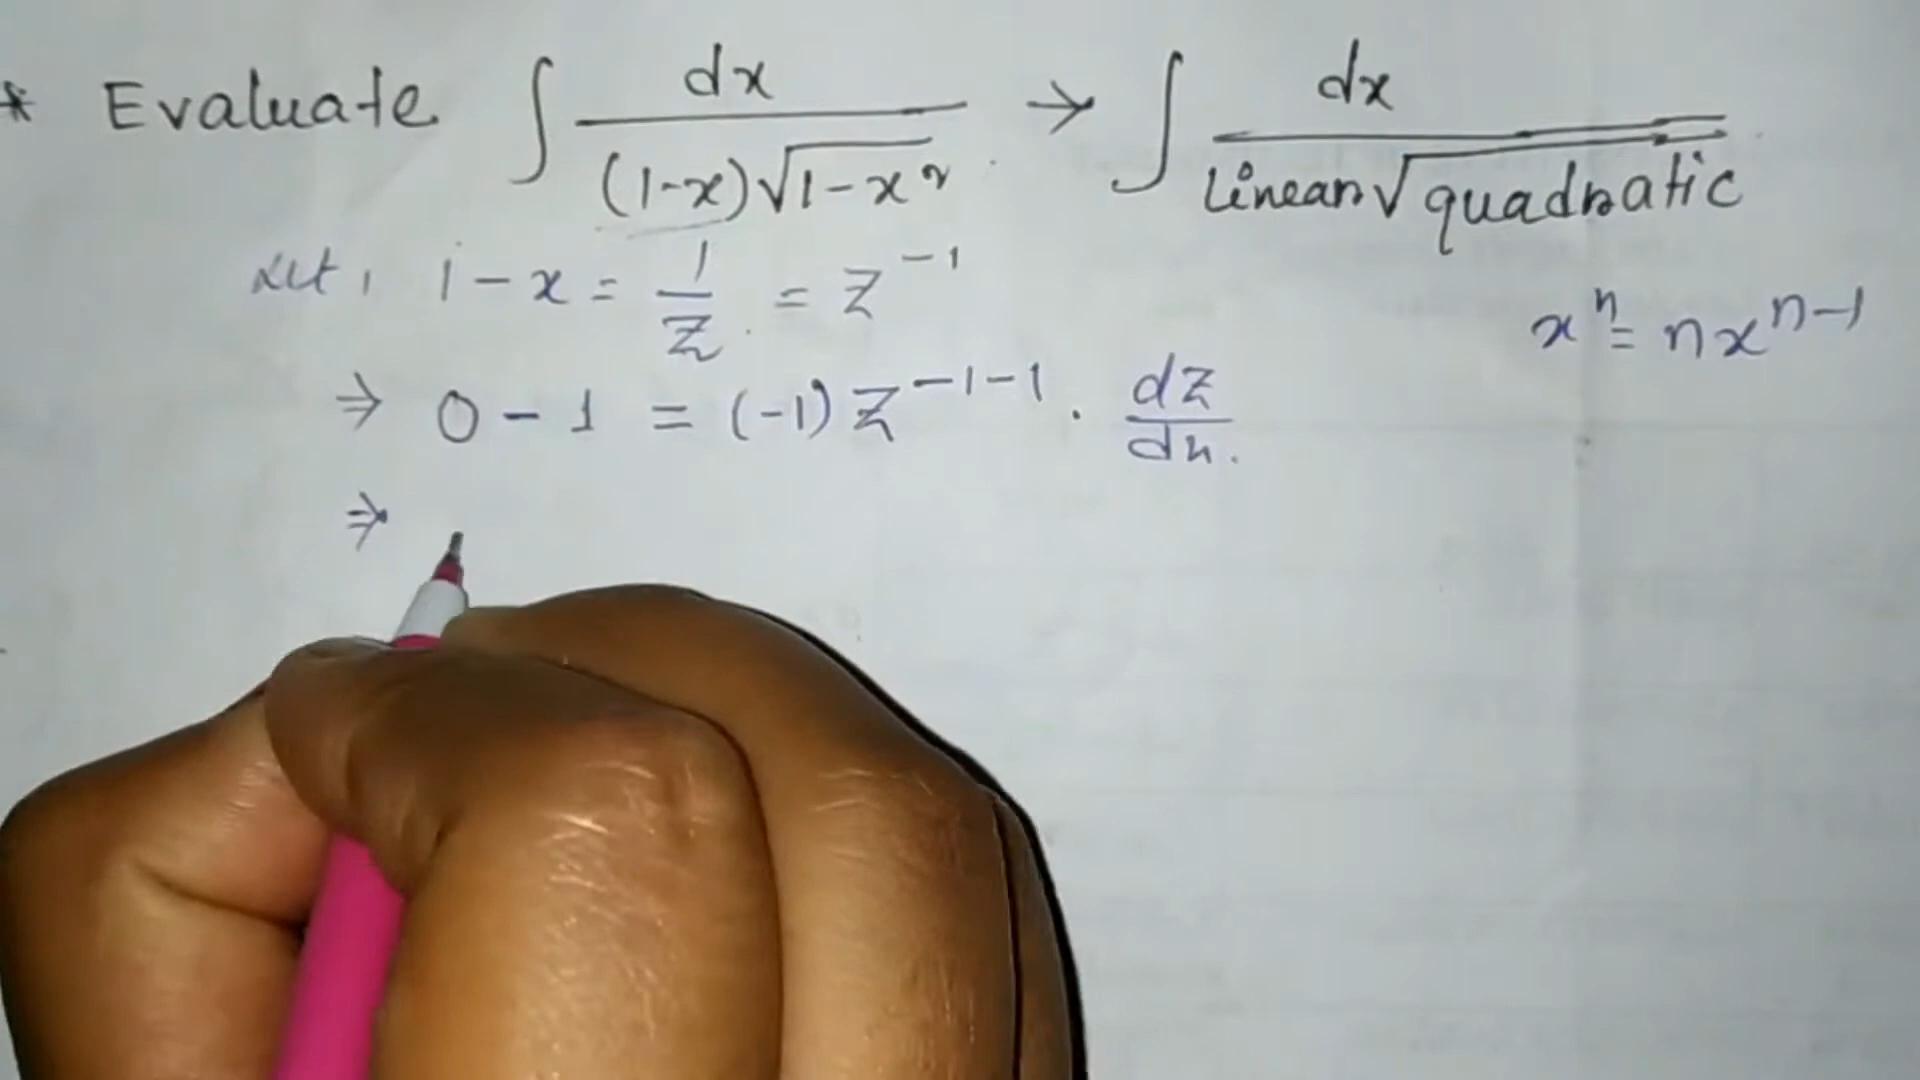 * Evaluate ∫ dx / (1-x)√1-x² → ∫ dx / Linear√quadratic
Let, 1-x = 1/z = z⁻¹
xⁿ = nxⁿ⁻¹
⇒ 0-1 = (-1) z⁻¹⁻¹ . dz/dx.
⇒